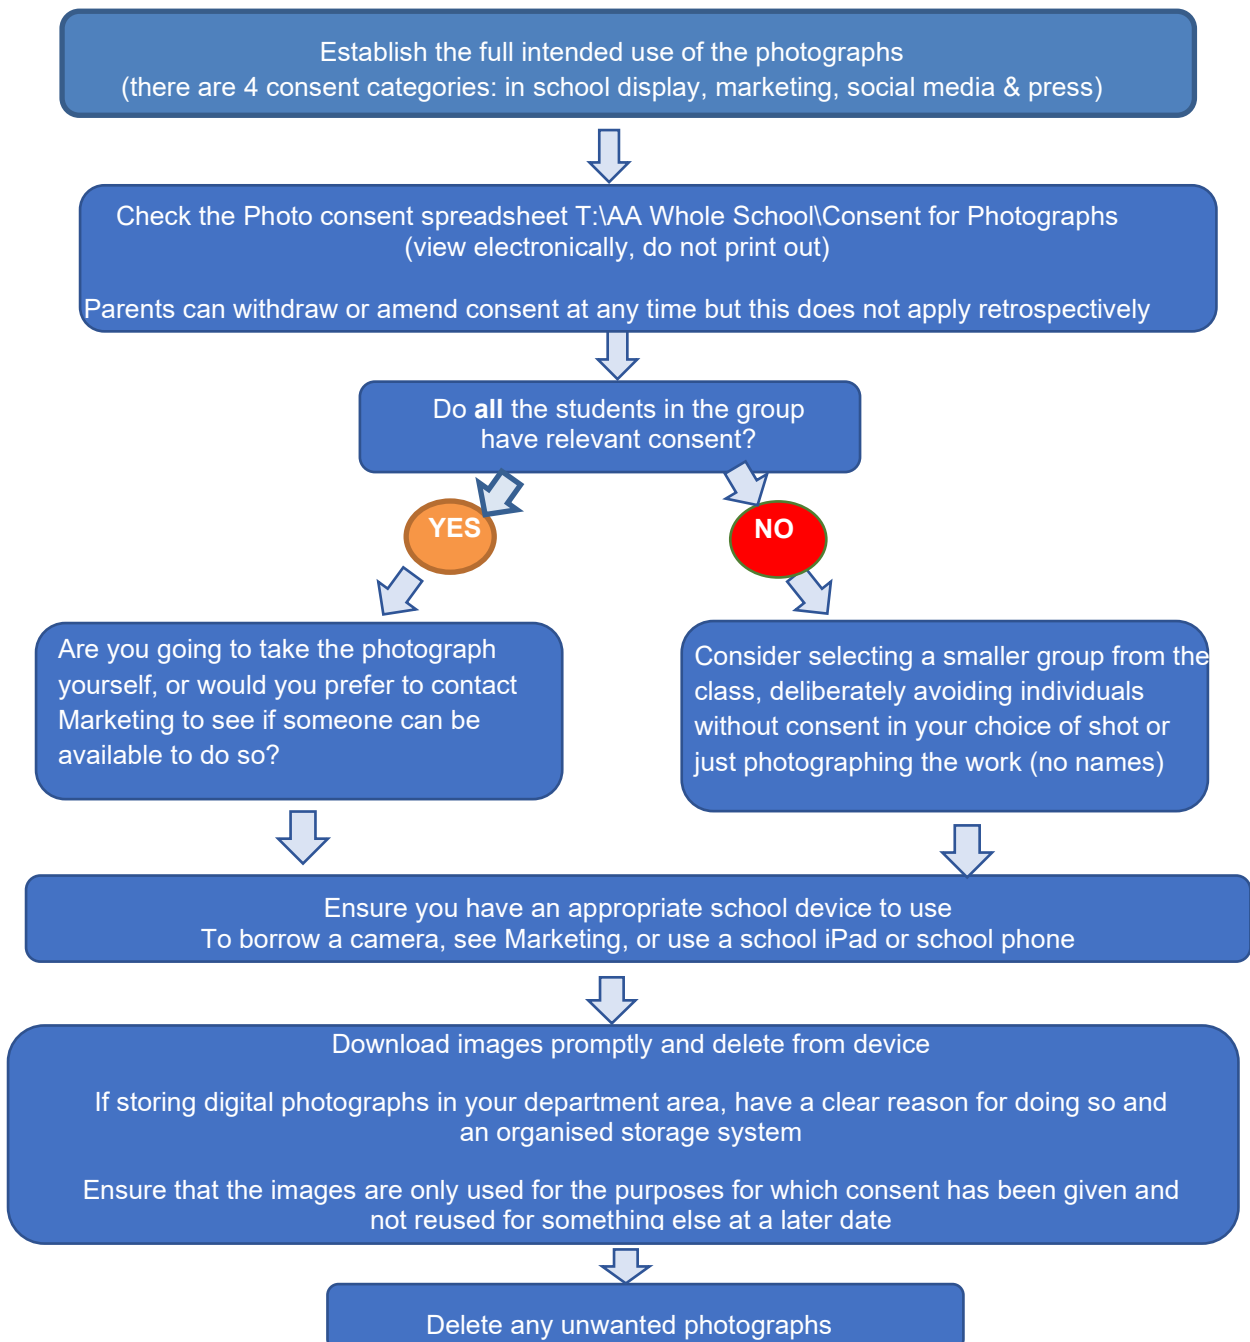 Establish the full intended use of the photographs
(there are 4 consent categories: in school display, marketing, social media & press)
Check the Photo consent spreadsheet T:\AA Whole School\Consent for Photographs
(view electronically, do not print out)
Parents can withdraw or amend consent at any time but this does not apply retrospectively
Do all the students in the group
have relevant consent?
YES
NO
Are you going to take the photograph
yourself, or would you prefer to contact
Marketing to see if someone can be
available to do so?
Consider selecting a smaller group from the
class, deliberately avoiding individuals
without consent in your choice of shot or
just photographing the work (no names)
Ensure you have an appropriate school device to use
To borrow a camera, see Marketing, or use a school iPad or school phone
Download images promptly and delete from device
If storing digital photographs in your department area, have a clear reason for doing so and
an organised storage system
Ensure that the images are only used for the purposes for which consent has been given and
not reused for something else at a later date
Delete any unwanted photographs